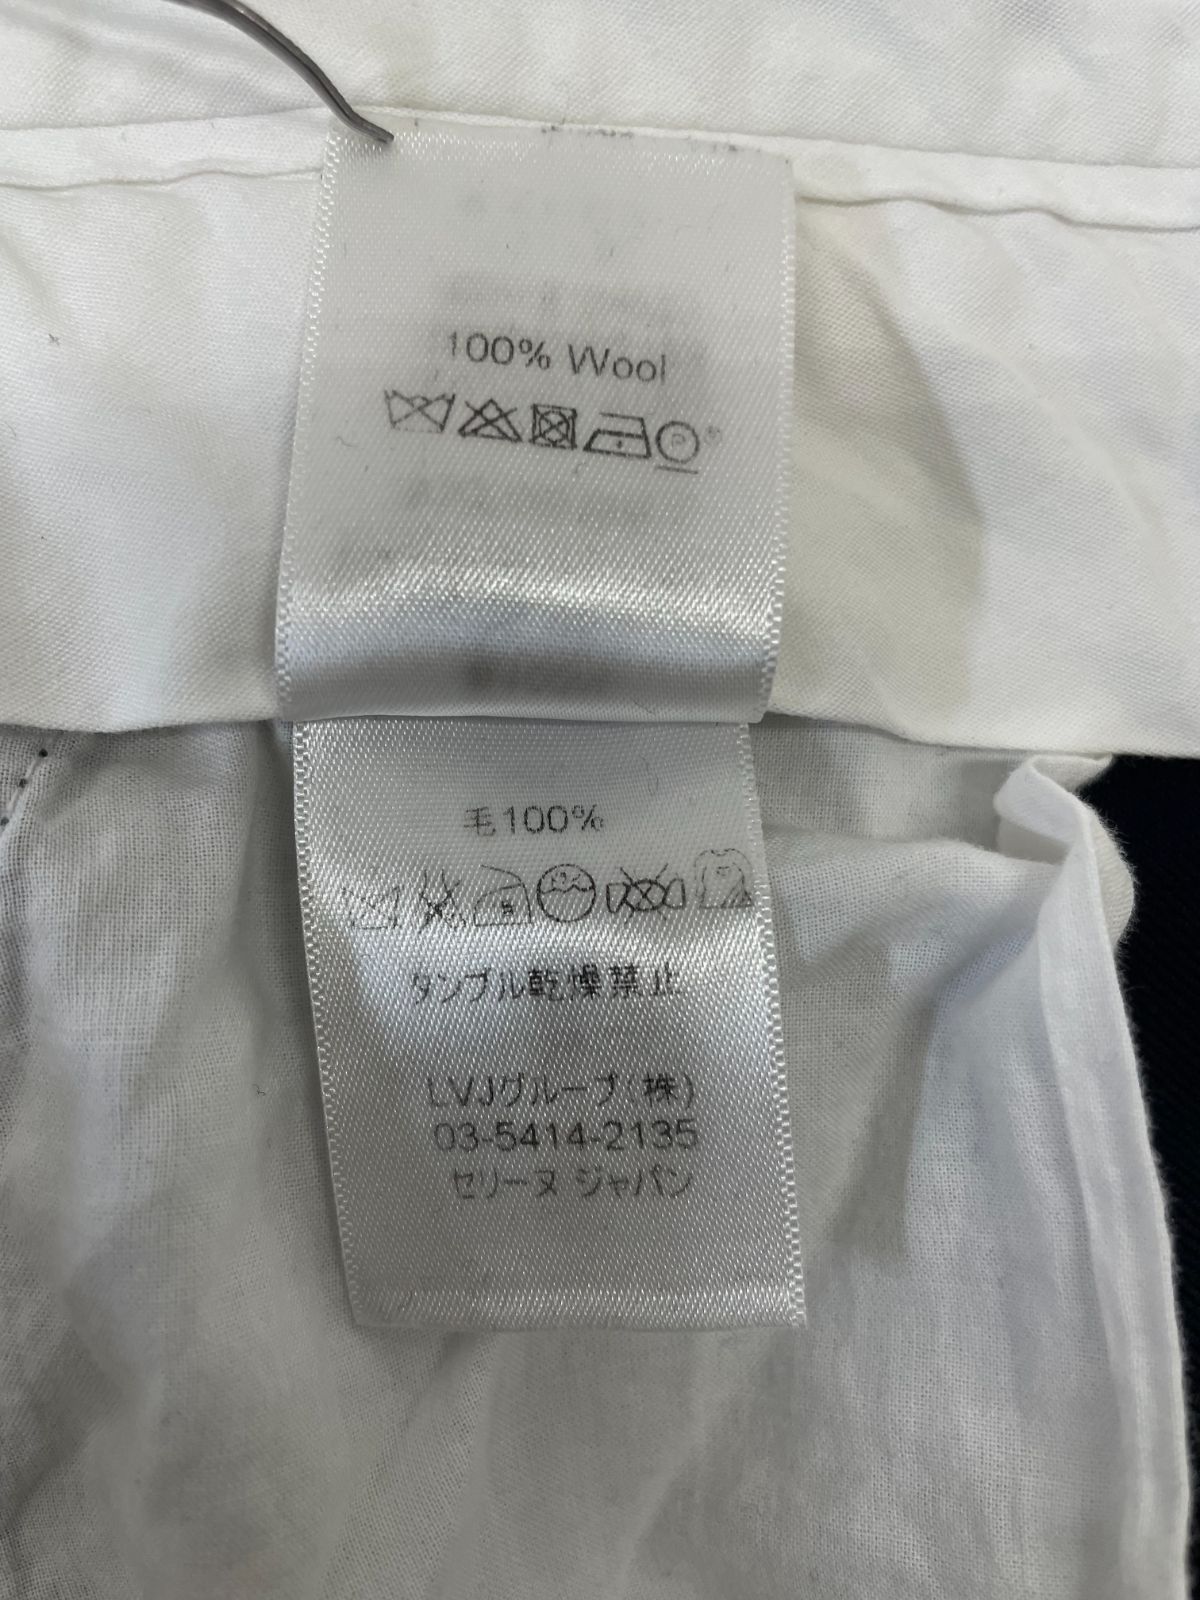 100% Wool
毛100%
タンブル乾燥禁止
LVJグループ(株)
03-5414-2135
セリーヌ ジャパン